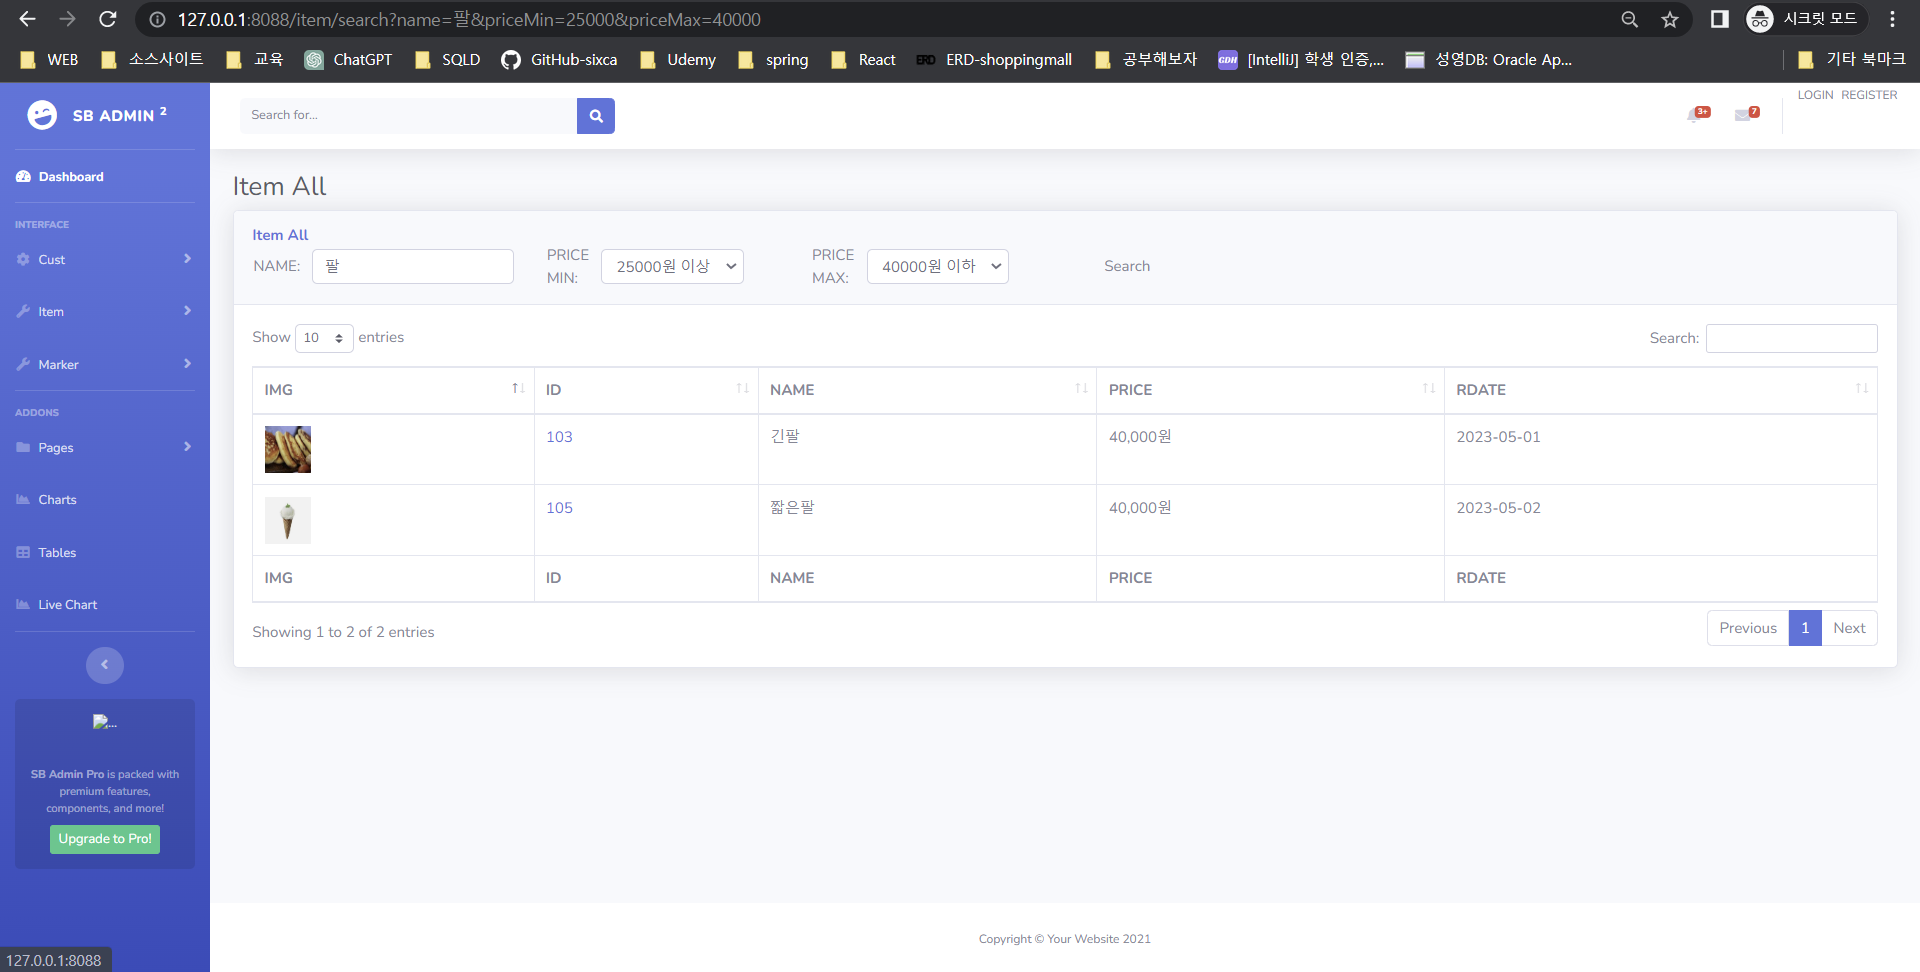 127.0.0.1:8088/item/search?name=팔&priceMin=25000&priceMax=40000 시크릿 모드
WEB 소스사이트 교육 ChatGPT SQLD GitHub-sixca Udemy spring React ERD ERD-shoppingmall 공부해보자 GDH [IntelliJ] 학생 인증,... 성영DB: Oracle Ap... 기타 북마크
SB ADMIN 2
Search for...
3+ 7
LOGIN REGISTER
Dashboard
INTERFACE
Cust
Item
Marker
ADDONS
Pages
Charts
Tables
Live Chart
...
SB Admin Pro is packed with
premium features,
components, and more!
Upgrade to Pro!
Item All
Item All
NAME: 팔 PRICE MIN: 25000원 이상 PRICE MAX: 40000원 이하 Search
Show 10 entries Search:
IMG ID NAME PRICE RDATE
103 긴팔 40,000원 2023-05-01
105 짧은팔 40,000원 2023-05-02
IMG ID NAME PRICE RDATE
Showing 1 to 2 of 2 entries Previous 1 Next
Copyright © Your Website 2021
127.0.0.1:8088